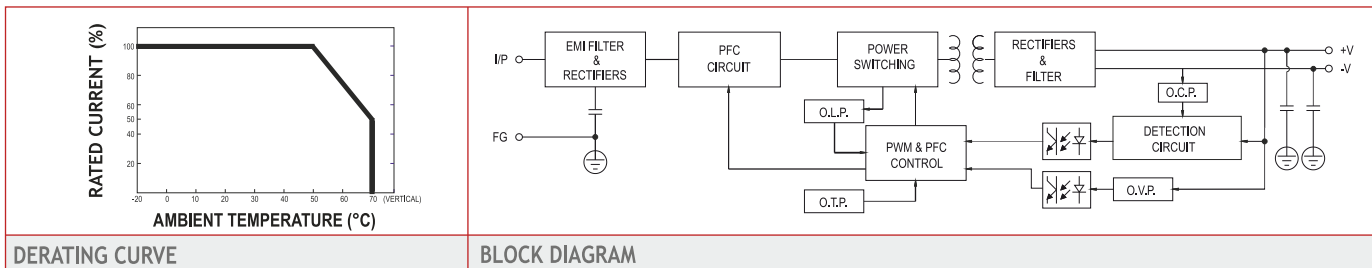 RATED CURRENT (%)
100
80
60
50
40
20
-20
0
10
20
30
40
50
60
70
(VERTICAL)
AMBIENT TEMPERATURE (°C)
DERATING CURVE
I/P
EMI FILTER
&
RECTIFIERS
FG
PFC
CIRCUIT
POWER
SWITCHING
RECTIFIERS
&
FILTER
+V
-V
O.L.P.
O.C.P.
PWM & PFC
CONTROL
DETECTION
CIRCUIT
O.T.P.
O.V.P.
BLOCK DIAGRAM